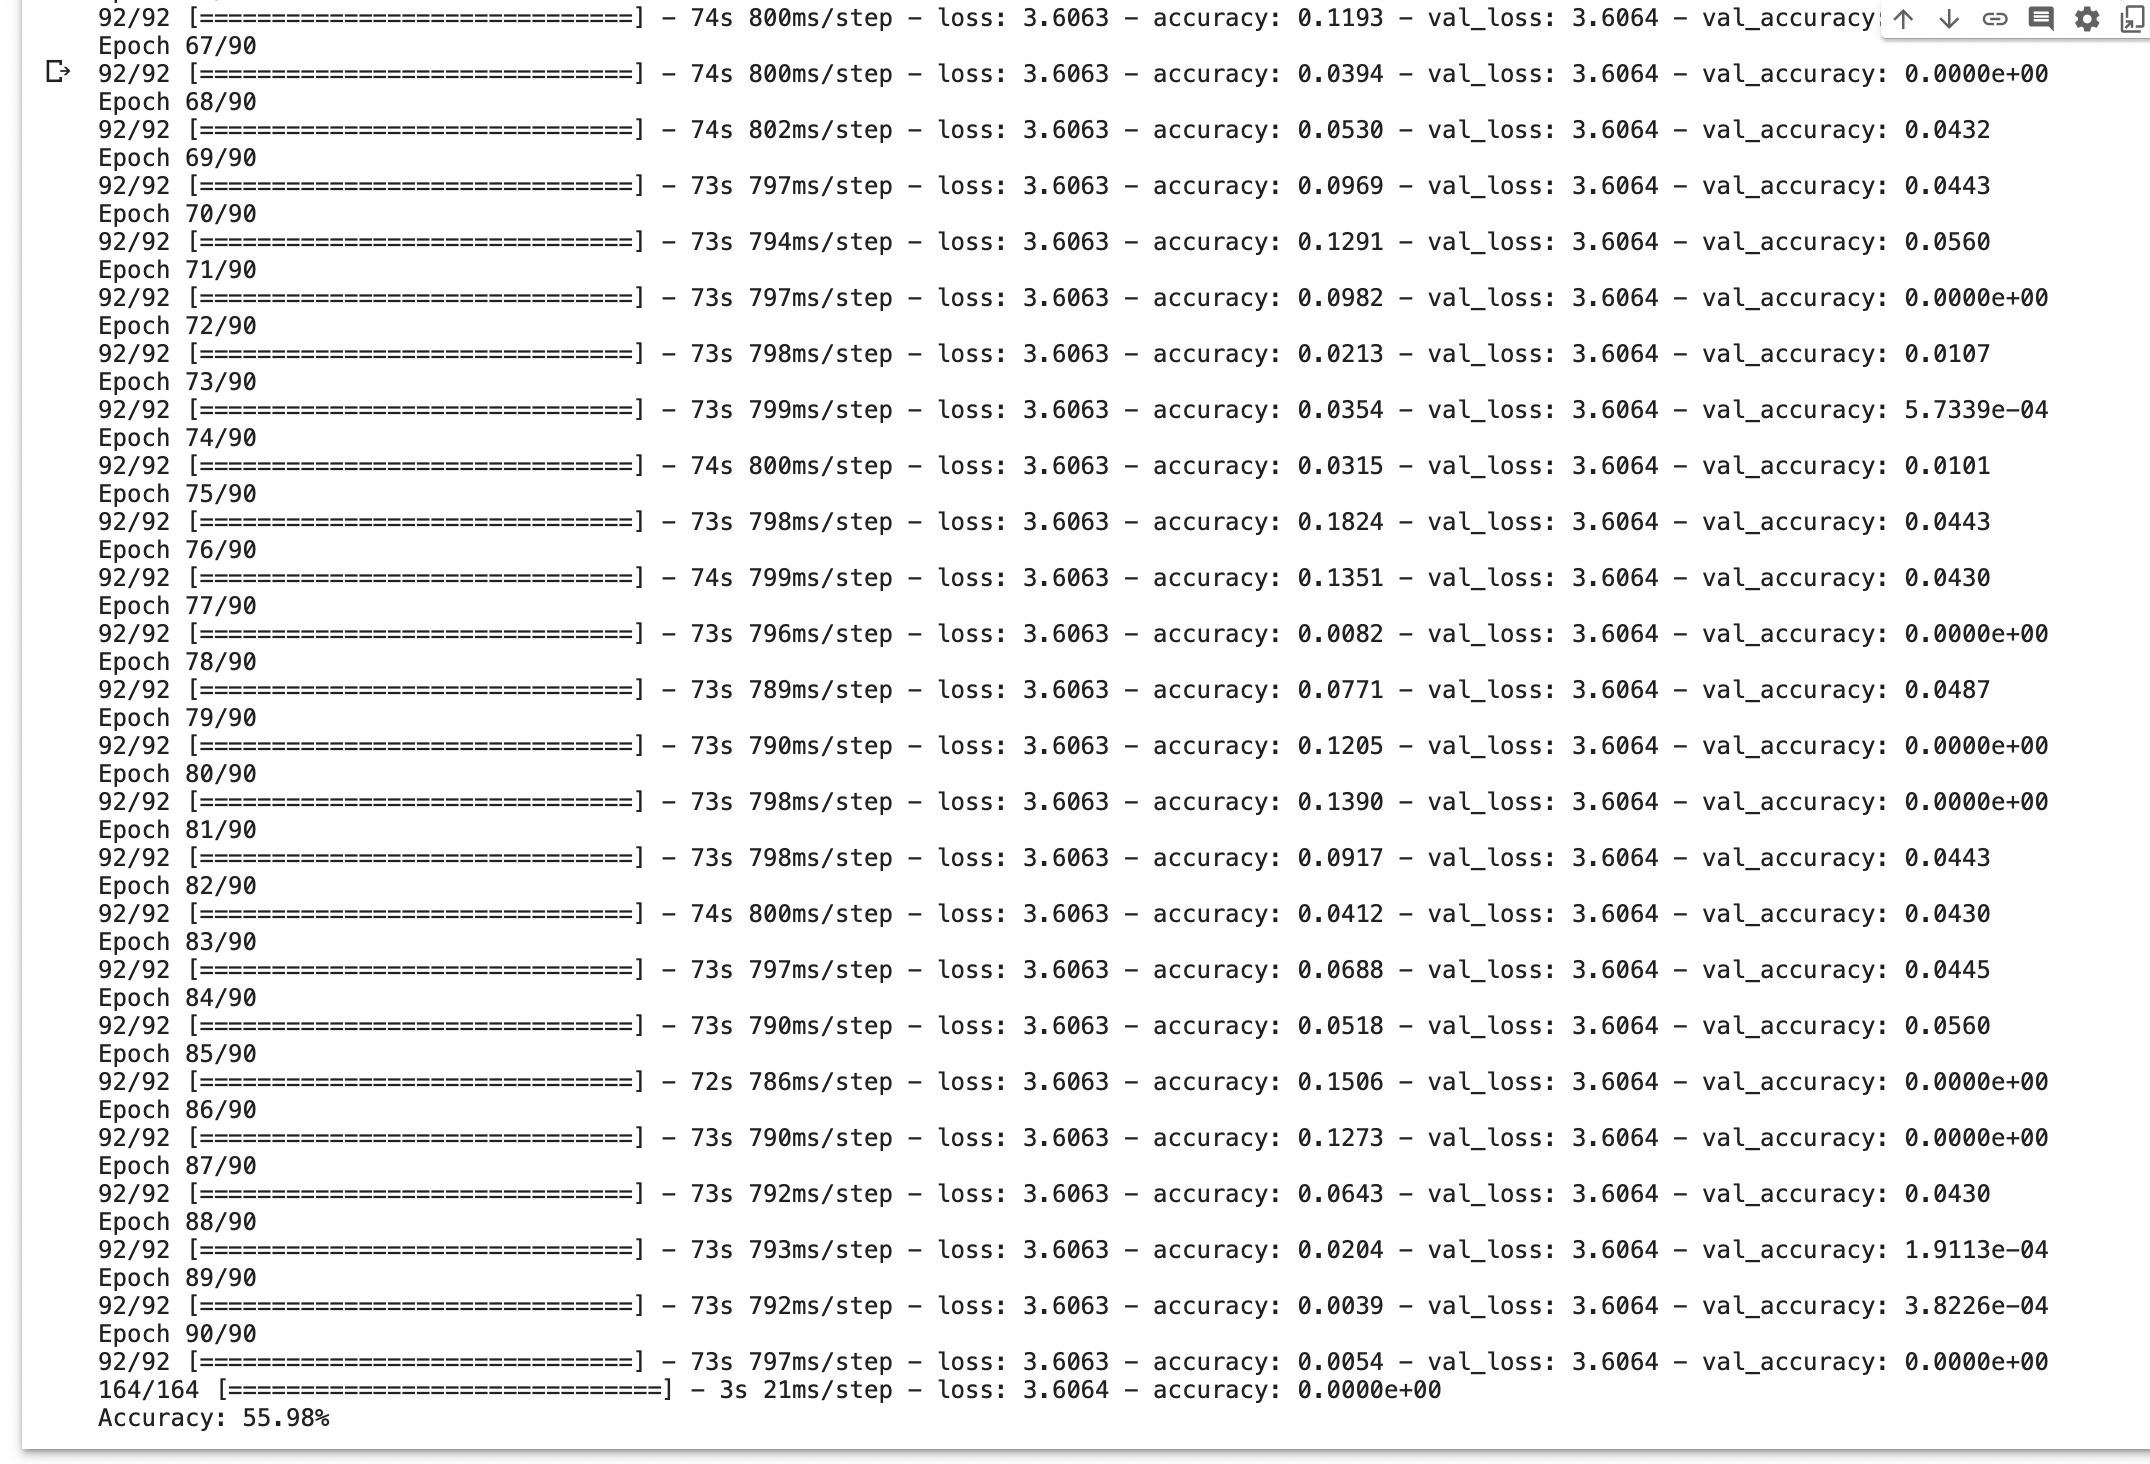 92/92 [==============================] - 74s 800ms/step - loss: 3.6063 - accuracy: 0.1193 - val_loss: 3.6064 - val_accuracy:
Epoch 67/90
92/92 [==============================] - 74s 800ms/step - loss: 3.6063 - accuracy: 0.0394 - val_loss: 3.6064 - val_accuracy: 0.0000e+00
Epoch 68/90
92/92 [==============================] - 74s 802ms/step - loss: 3.6063 - accuracy: 0.0530 - val_loss: 3.6064 - val_accuracy: 0.0432
Epoch 69/90
92/92 [==============================] - 73s 797ms/step - loss: 3.6063 - accuracy: 0.0969 - val_loss: 3.6064 - val_accuracy: 0.0443
Epoch 70/90
92/92 [==============================] - 73s 794ms/step - loss: 3.6063 - accuracy: 0.1291 - val_loss: 3.6064 - val_accuracy: 0.0560
Epoch 71/90
92/92 [==============================] - 73s 797ms/step - loss: 3.6063 - accuracy: 0.0982 - val_loss: 3.6064 - val_accuracy: 0.0000e+00
Epoch 72/90
92/92 [==============================] - 73s 798ms/step - loss: 3.6063 - accuracy: 0.0213 - val_loss: 3.6064 - val_accuracy: 0.0107
Epoch 73/90
92/92 [==============================] - 73s 799ms/step - loss: 3.6063 - accuracy: 0.0354 - val_loss: 3.6064 - val_accuracy: 5.7339e-04
Epoch 74/90
92/92 [==============================] - 74s 800ms/step - loss: 3.6063 - accuracy: 0.0315 - val_loss: 3.6064 - val_accuracy: 0.0101
Epoch 75/90
92/92 [==============================] - 73s 798ms/step - loss: 3.6063 - accuracy: 0.1824 - val_loss: 3.6064 - val_accuracy: 0.0443
Epoch 76/90
92/92 [==============================] - 74s 799ms/step - loss: 3.6063 - accuracy: 0.1351 - val_loss: 3.6064 - val_accuracy: 0.0430
Epoch 77/90
92/92 [==============================] - 73s 796ms/step - loss: 3.6063 - accuracy: 0.0082 - val_loss: 3.6064 - val_accuracy: 0.0000e+00
Epoch 78/90
92/92 [==============================] - 73s 789ms/step - loss: 3.6063 - accuracy: 0.0771 - val_loss: 3.6064 - val_accuracy: 0.0487
Epoch 79/90
92/92 [==============================] - 73s 790ms/step - loss: 3.6063 - accuracy: 0.1205 - val_loss: 3.6064 - val_accuracy: 0.0000e+00
Epoch 80/90
92/92 [==============================] - 73s 798ms/step - loss: 3.6063 - accuracy: 0.1390 - val_loss: 3.6064 - val_accuracy: 0.0000e+00
Epoch 81/90
92/92 [==============================] - 73s 798ms/step - loss: 3.6063 - accuracy: 0.0917 - val_loss: 3.6064 - val_accuracy: 0.0443
Epoch 82/90
92/92 [==============================] - 74s 800ms/step - loss: 3.6063 - accuracy: 0.0412 - val_loss: 3.6064 - val_accuracy: 0.0430
Epoch 83/90
92/92 [==============================] - 73s 797ms/step - loss: 3.6063 - accuracy: 0.0688 - val_loss: 3.6064 - val_accuracy: 0.0445
Epoch 84/90
92/92 [==============================] - 73s 790ms/step - loss: 3.6063 - accuracy: 0.0518 - val_loss: 3.6064 - val_accuracy: 0.0560
Epoch 85/90
92/92 [==============================] - 72s 786ms/step - loss: 3.6063 - accuracy: 0.1506 - val_loss: 3.6064 - val_accuracy: 0.0000e+00
Epoch 86/90
92/92 [==============================] - 73s 790ms/step - loss: 3.6063 - accuracy: 0.1273 - val_loss: 3.6064 - val_accuracy: 0.0000e+00
Epoch 87/90
92/92 [==============================] - 73s 792ms/step - loss: 3.6063 - accuracy: 0.0643 - val_loss: 3.6064 - val_accuracy: 0.0430
Epoch 88/90
92/92 [==============================] - 73s 793ms/step - loss: 3.6063 - accuracy: 0.0204 - val_loss: 3.6064 - val_accuracy: 1.9113e-04
Epoch 89/90
92/92 [==============================] - 73s 792ms/step - loss: 3.6063 - accuracy: 0.0039 - val_loss: 3.6064 - val_accuracy: 3.8226e-04
Epoch 90/90
92/92 [==============================] - 73s 797ms/step - loss: 3.6063 - accuracy: 0.0054 - val_loss: 3.6064 - val_accuracy: 0.0000e+00
164/164 [==============================] - 3s 21ms/step - loss: 3.6064 - accuracy: 0.0000e+00
Accuracy: 55.98%